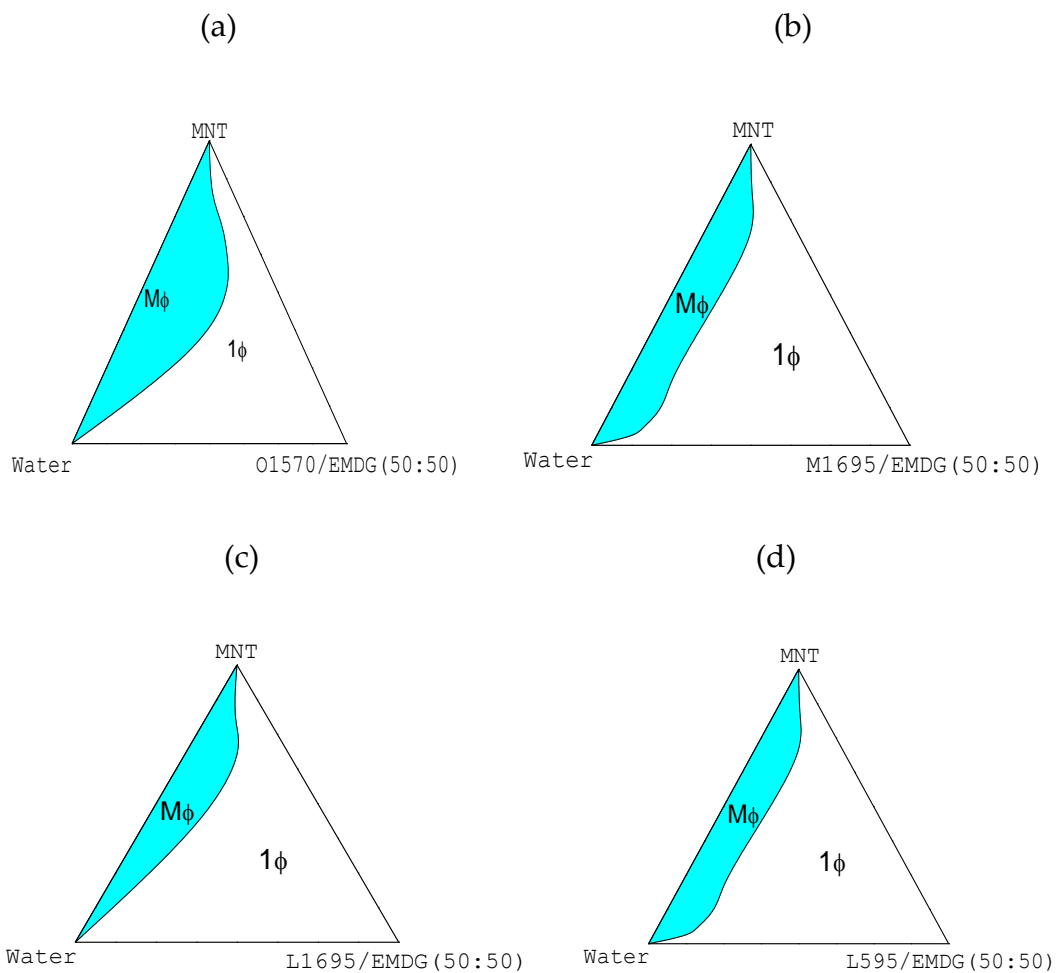 (a)
(b)
MNT
MNT
Mϕ
1ϕ
Mϕ
1ϕ
Water
O1570/EMDG(50:50)
Water
M1695/EMDG(50:50)
(c)
(d)
MNT
MNT
Mϕ
1ϕ
Mϕ
1ϕ
Water
L1695/EMDG(50:50)
Water
L595/EMDG(50:50)